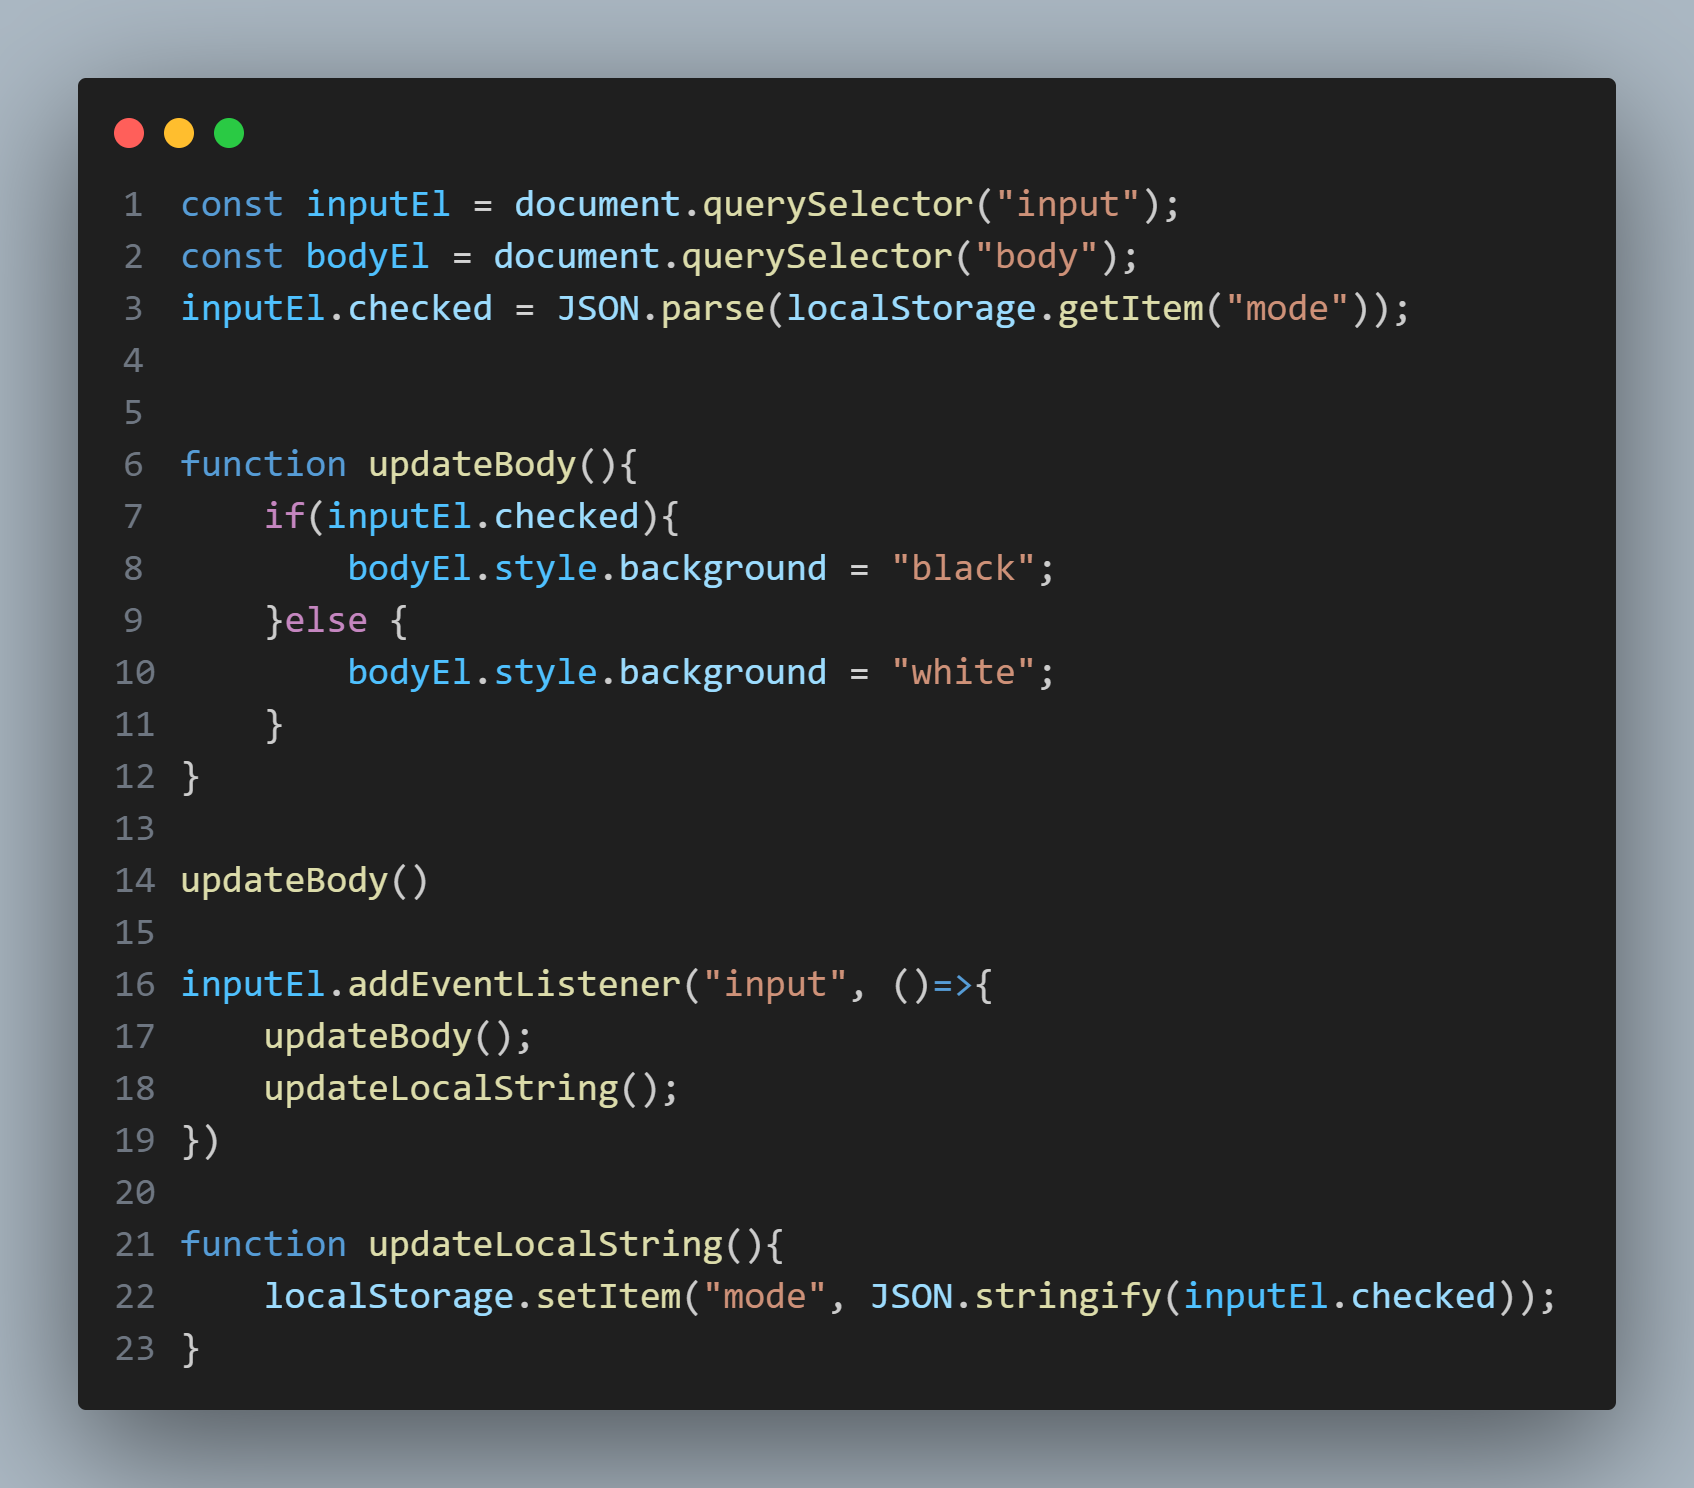 1 const inputEl = document.querySelector("input");
2 const bodyEl = document.querySelector("body");
3 inputEl.checked = JSON.parse(localStorage.getItem("mode"));
4
5
6 function updateBody(){
7     if(inputEl.checked){
8         bodyEl.style.background = "black";
9     }else {
10         bodyEl.style.background = "white";
11     }
12 }
13
14 updateBody()
15
16 inputEl.addEventListener("input", ()=>{
17     updateBody();
18     updateLocalString();
19 })
20
21 function updateLocalString(){
22     localStorage.setItem("mode", JSON.stringify(inputEl.checked));
23 }